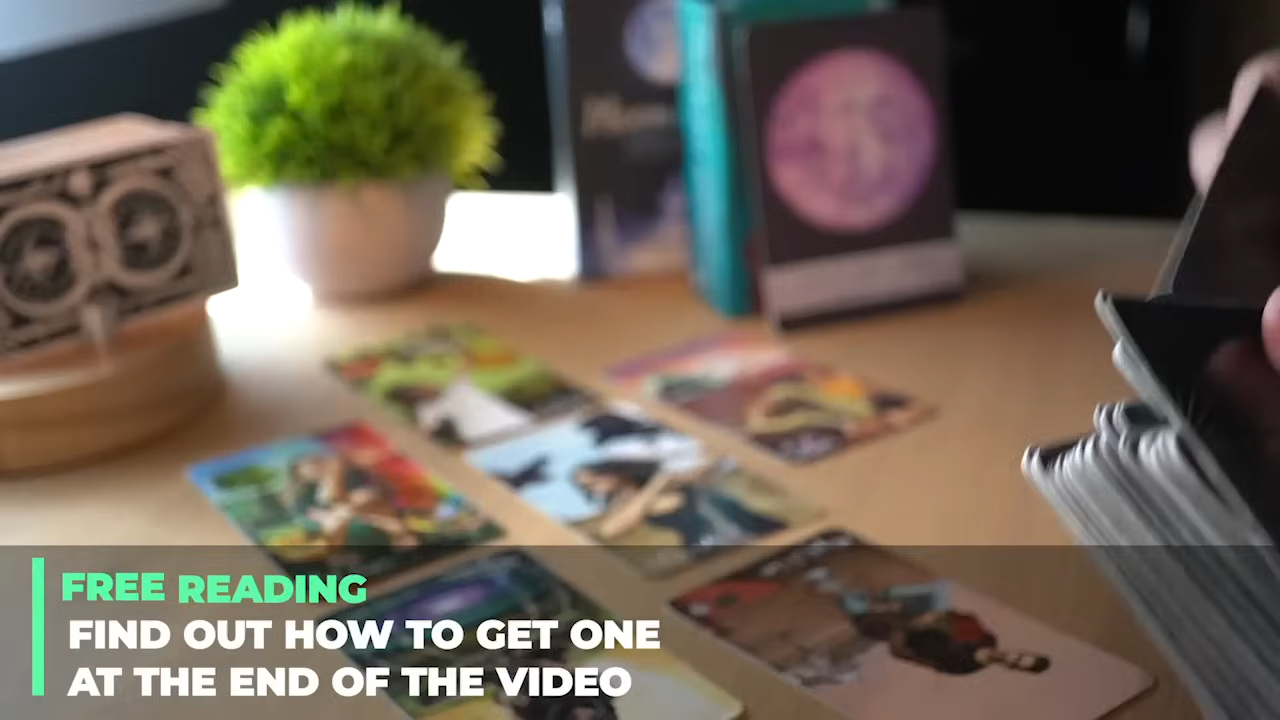 FREE READING
FIND OUT HOW TO GET ONE
AT THE END OF THE VIDEO